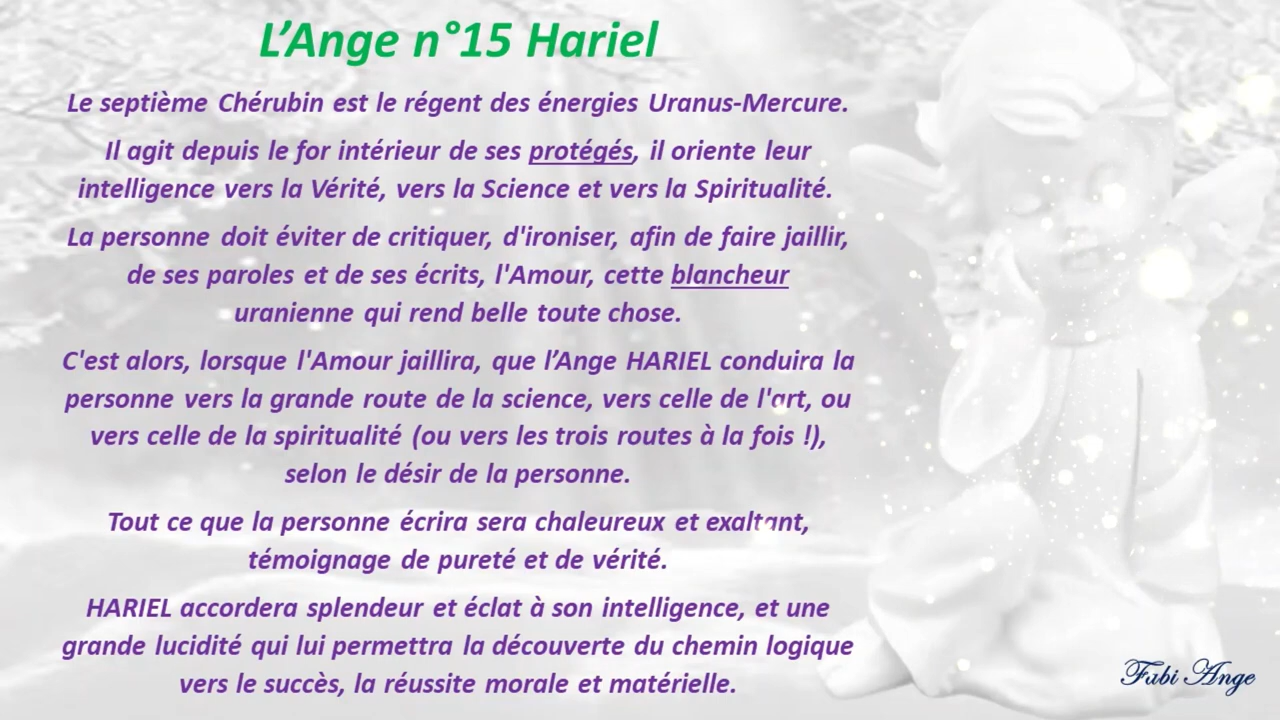 L’Ange n°15 Hariel
Le septième Chérubin est le régent des énergies Uranus-Mercure.
Il agit depuis le for intérieur de ses protégés, il oriente leur
intelligence vers la Vérité, vers la Science et vers la Spiritualité.
La personne doit éviter de critiquer, d'ironiser, afin de faire jaillir,
de ses paroles et de ses écrits, l'Amour, cette blancheur
uranienne qui rend belle toute chose.
C'est alors, lorsque l'Amour jaillira, que l’Ange HARIEL conduira la
personne vers la grande route de la science, vers celle de l'art, ou
vers celle de la spiritualité (ou vers les trois routes à la fois !),
selon le désir de la personne.
Tout ce que la personne écrira sera chaleureux et exaltant,
témoignage de pureté et de vérité.
HARIEL accordera splendeur et éclat à son intelligence, et une
grande lucidité qui lui permettra la découverte du chemin logique
vers le succès, la réussite morale et matérielle.
Fabi Ange